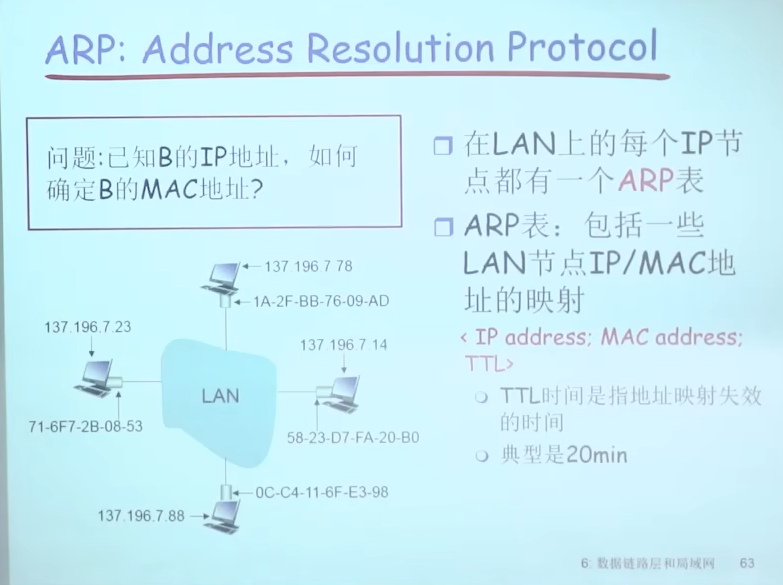 ARP: Address Resolution Protocol
问题:已知B的IP地址，如何
确定B的MAC地址?
137.196.7 78
1A-2F-BB-76-09-AD
137.196.7.23
137 196.7 14
LAN
71-6F7-2B-08-53
58-23-D7-FA-20-B0
0C-C4-11-6F-E3-98
137.196.7.88
在LAN上的每个IP节
点都有一个ARP表
ARP表：包括一些
LAN节点IP/MAC地
址的映射
< IP address; MAC address;
TTL>
TTL时间是指地址映射失效
的时间
典型是20min
6: 数据链路层和局域网 63